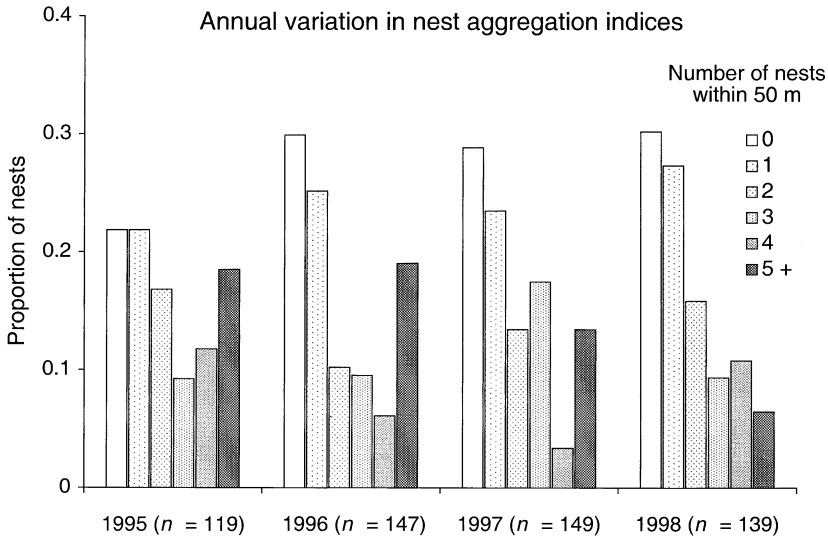 Annual variation in nest aggregation indices
Number of nests
within 50 m
0
1
2
3
4
5 +
Proportion of nests
0.4
0.3
0.2
0.1
0
1995 (n = 119) 1996 (n = 147) 1997 (n = 149) 1998 (n = 139)